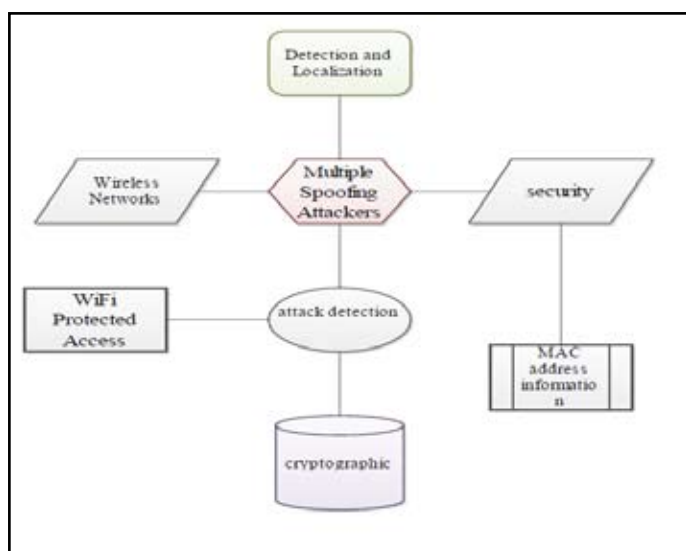 Detection and
Localization
Wireless
Networks
Multiple
Spoofing
Attackers
security
WiFi
Protected
Access
attack detection
MAC
address
informatio
n
cryptographic